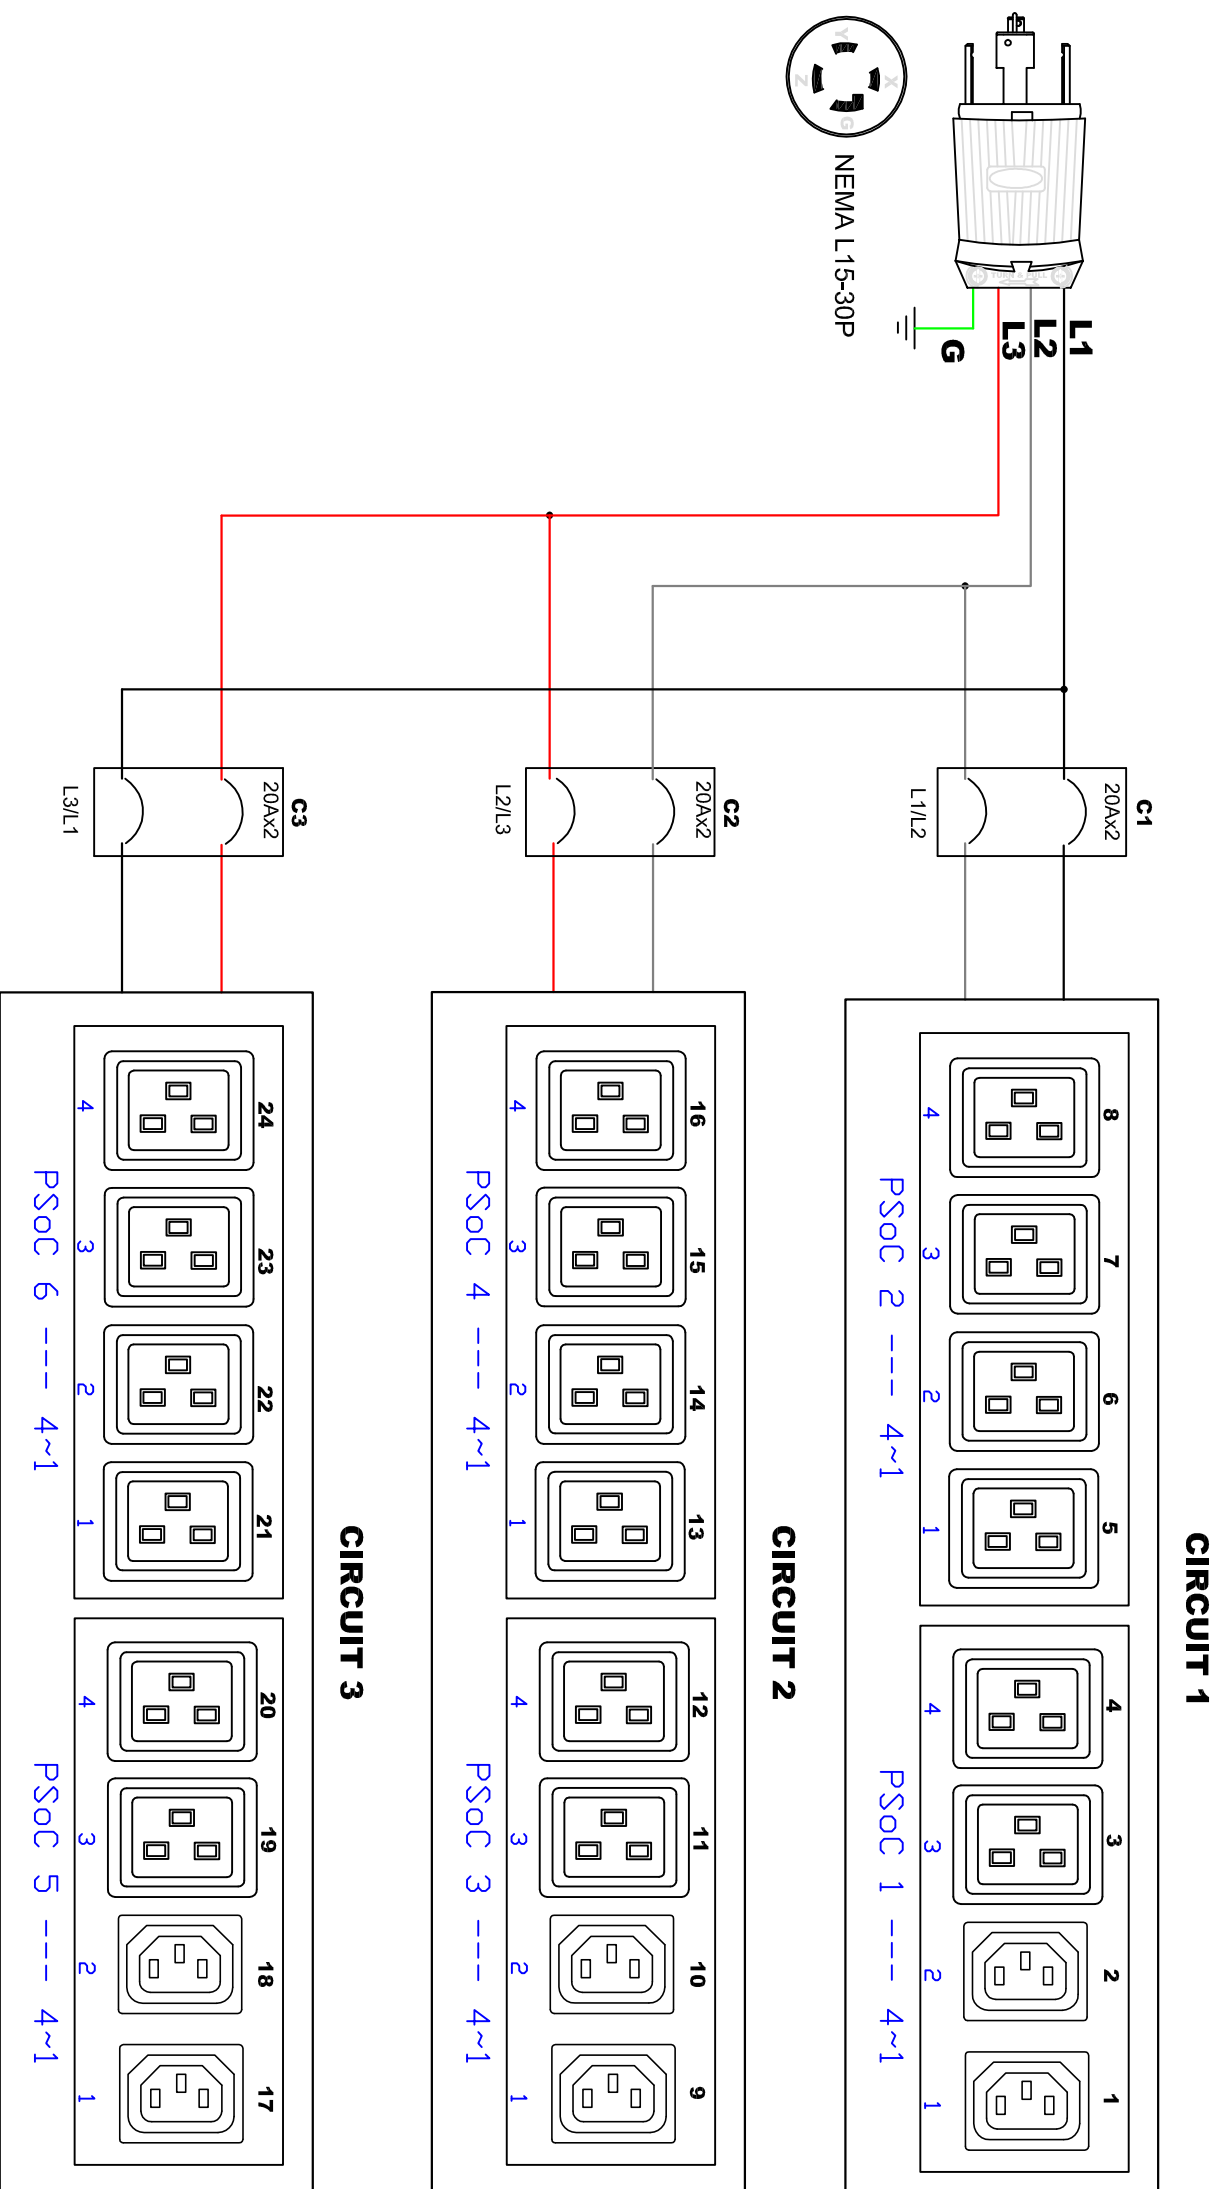 Y
X
Z
G
NEMA L15-30P
TURN & PULL
L1
L2
L3
G
C1
20Ax2
L1/L2
C2
20Ax2
L2/L3
C3
20Ax2
L3/L1
CIRCUIT 1
8 7 6 5 4 3 2 1
4 3 2 1 4 3 2 1
PSoC 2 --- 4~1
PSoC 1 --- 4~1
CIRCUIT 2
16 15 14 13 12 11 10 9
4 3 2 1 4 3 2 1
PSoC 4 --- 4~1
PSoC 3 --- 4~1
CIRCUIT 3
24 23 22 21 20 19 18 17
4 3 2 1 4 3 2 1
PSoC 6 --- 4~1
PSoC 5 --- 4~1